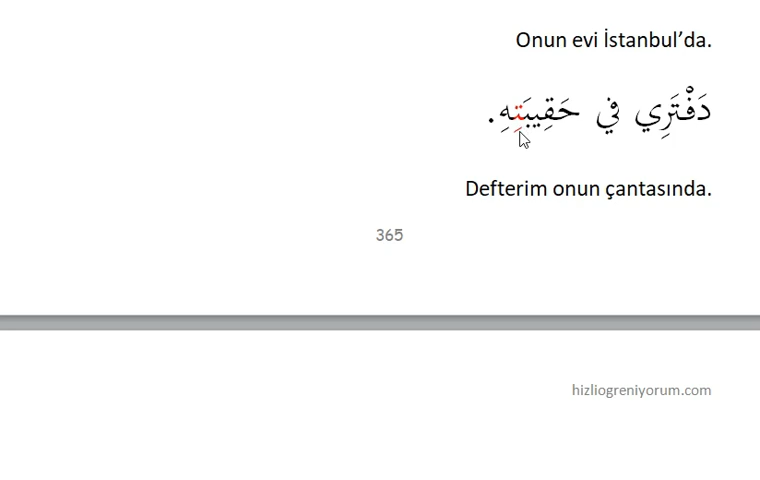 Onun evi İstanbul’da.
دَفْتَرِي فِي حَقِيبَتِهِ.
Defterim onun çantasında.
365
hizliogreniyorum.com